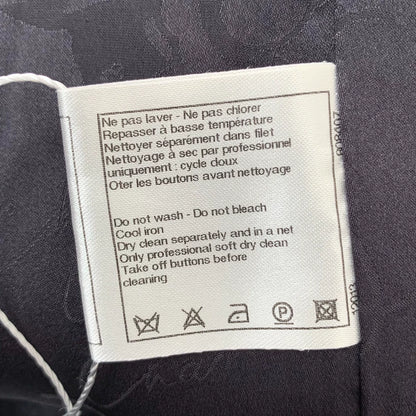 Ne pas laver - Ne pas chlorer
Repasser à basse température
Nettoyer séparément dans filet
Nettoyage à sec par professionnel
uniquement : cycle doux
Oter les boutons avant nettoyage
Do not wash - Do not bleach
Cool iron
Dry clean separately and in a net
Only professional soft dry clean
Take off buttons before
cleaning
P